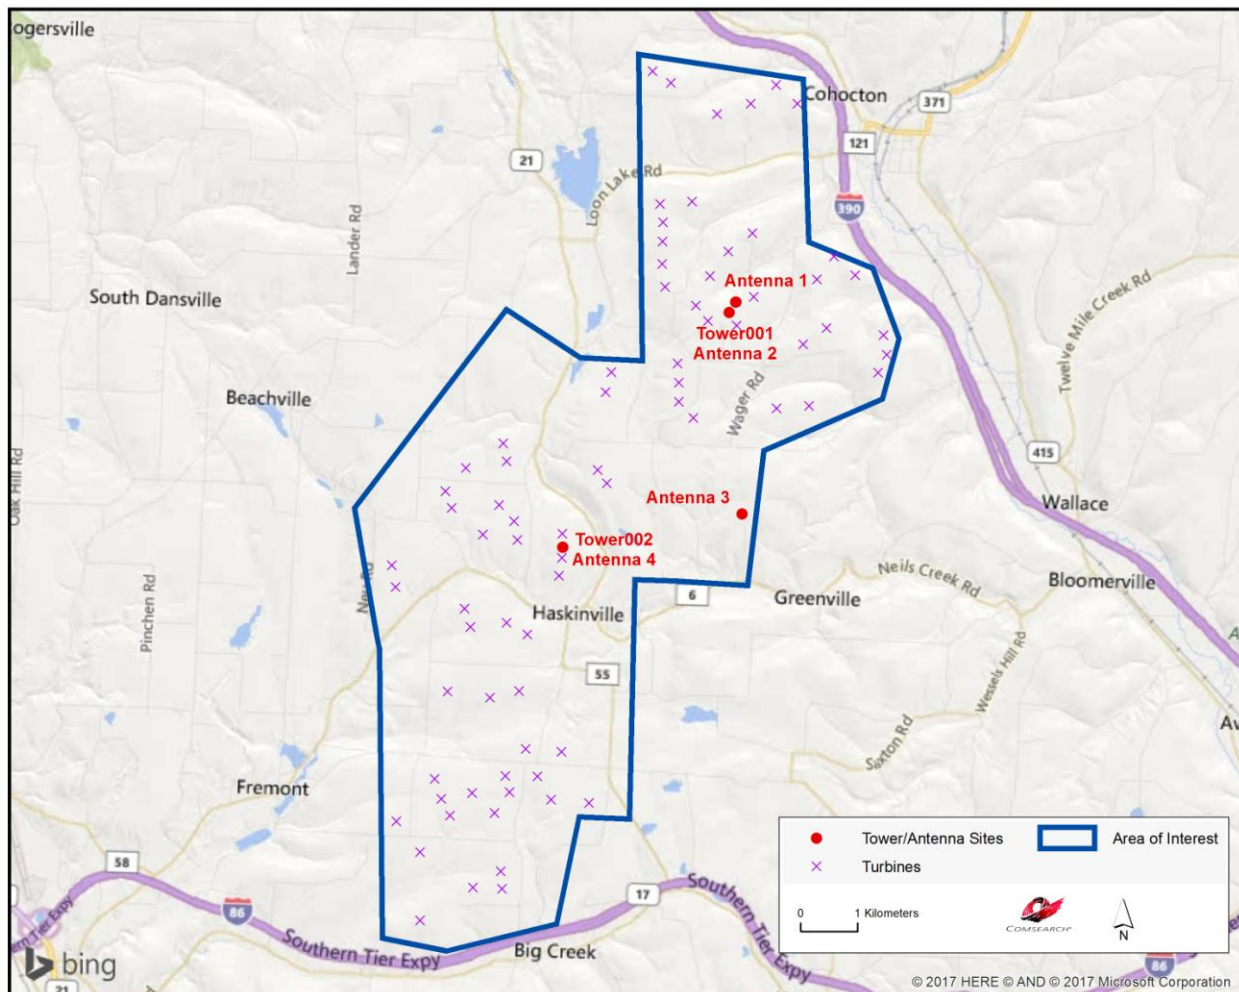 ogersville
Cohocton
371
121
21
Loon Lake Rd
390
Lander Rd
Antenna 1
South Dansville
Tower001
Antenna 2
Twelve Mile Creek Rd
Beachville
Wager Rd
415
Oak Hill Rd
Antenna 3
Wallace
Tower002
Antenna 4
Neils Creek Rd
Bloomerville
Pinchen Rd
6
Greenville
Haskinville
Wessels Hill Rd
55
Av
Fremont
Tower/Antenna Sites
Area of Interest
Turbines
58
17
Southern Tier Expy
86
0 1 Kilometers
COMSEARCH
N
Southern Tier Expy
Big Creek
ern Tier Expy
bing
86
21
© 2017 HERE © AND © 2017 Microsoft Corporation